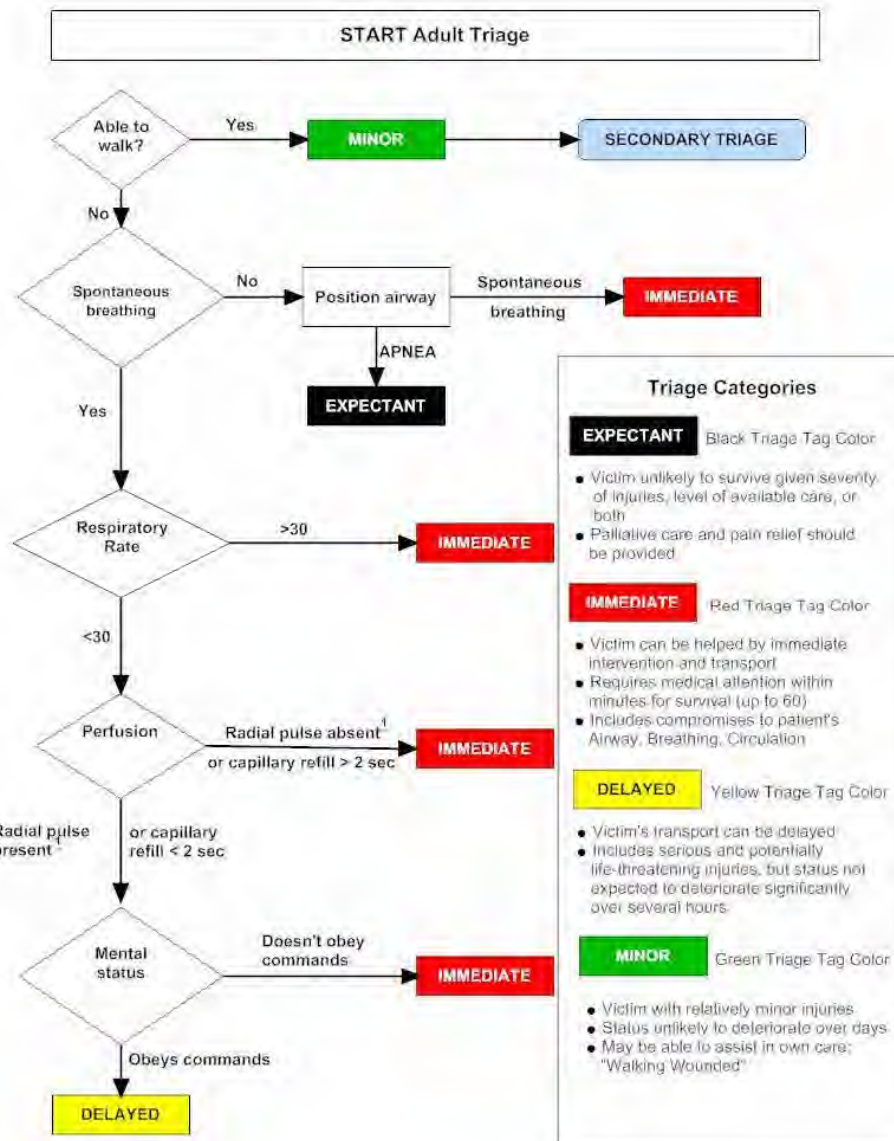 START Adult Triage
Able to
walk?
Yes
MINOR
SECONDARY TRIAGE
No
Spontaneous
breathing
No
Position airway
Spontaneous
breathing
IMMEDIATE
APNEA
EXPECTANT
Yes
Respiratory
Rate
>30
IMMEDIATE
<30
Perfusion
Radial pulse absent¹
or capillary refill > 2 sec
IMMEDIATE
Radial pulse
present¹
or capillary
refill < 2 sec
Mental
status
Doesn't obey
commands
IMMEDIATE
Obeys commands
DELAYED
Triage Categories
EXPECTANT Black Triage Tag Color
● Victim unlikely to survive given severity
of injuries, level of available care, or
both
● Palliative care and pain relief should
be provided
IMMEDIATE Red Triage Tag Color
● Victim can be helped by immediate
intervention and transport
● Requires medical attention within
minutes for survival (up to 60)
● Includes compromises to patient's
Airway, Breathing, Circulation
DELAYED Yellow Triage Tag Color
● Victim's transport can be delayed
● Includes serious and potentially
life-threatening injuries, but status not
expected to deteriorate significantly
over several hours
MINOR Green Triage Tag Color
● Victim with relatively minor injuries
● Status unlikely to deteriorate over days
● May be able to assist in own care:
"Walking Wounded"